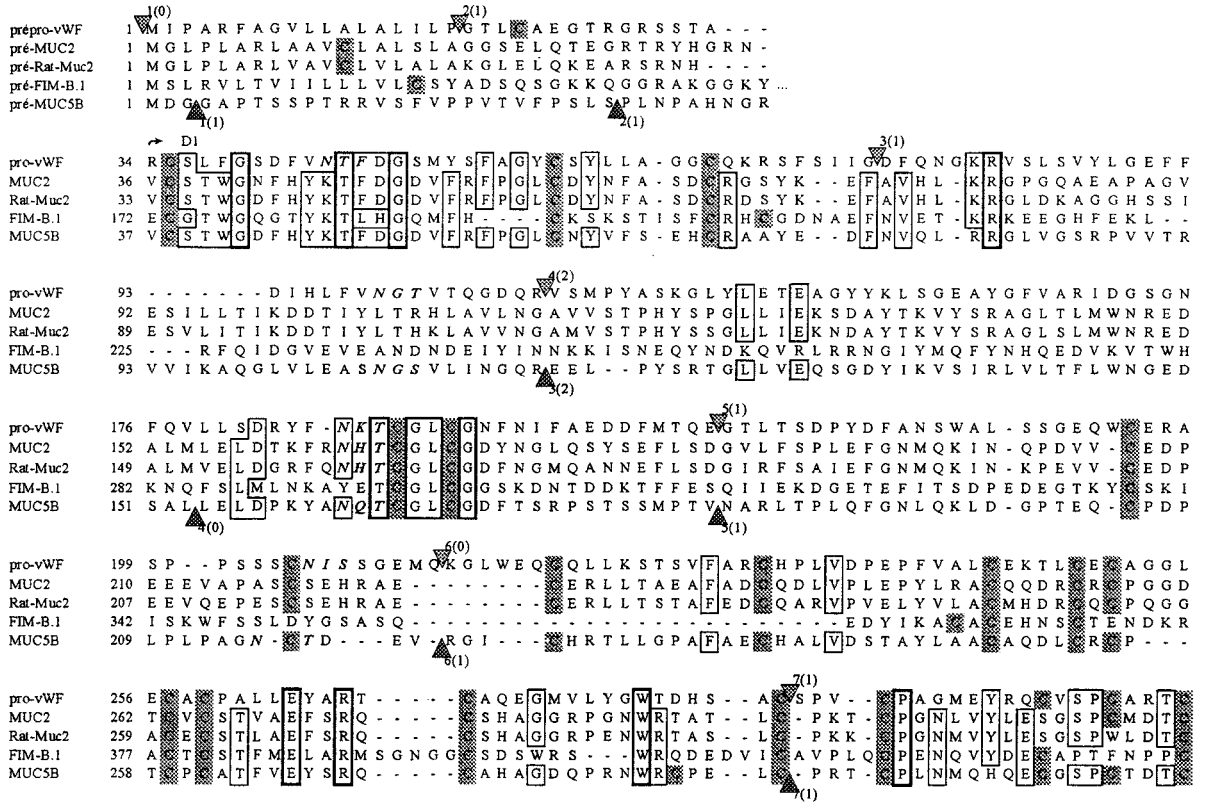 1(0) 2(1)
prépro-vWF 1 M I P A R F A G V L L A L A L I L P G T L C A E G T R G R S S T A - - -
pré-MUC2 1 M G L P L A R L A A V C L A L S L A G G S E L Q T E G R T R Y H G R N -
pré-Rat-Muc2 1 M G L P L A R L V A V C L V L A L A K G L E L Q K E A R S R N H - -
pré-FIM-B.1 1 M S L R V L T V I I L L L V L C S Y A D S Q S G K K Q G G R A K G G K Y ...
pré-MUC5B 1 M D G G A P T S S P T R R V S F V P P V T V F P S L S P L N P A H N G R
1(1) 2(1)
D1 3(1)
pro-vWF 34 R C S L F G S D F V N T F D G S M Y S F A G Y C S Y L L A - G G C Q K R S F S I I G D F Q N G K R V S L S V Y L G E F F
MUC2 36 V C S T W G N F H Y K T F D G D V F R F P G L C D Y N F A - S D C R G S Y K - - E F A V H L - K R G P G Q A E A P A G V
Rat-Muc2 33 V C S T W G D F H Y K T F D G D V F R F P G L C D Y N F A - S D C R D S Y K - - E F A V H L - K R G L D K A G G H S S I
FIM-B.1 172 E C G T W G Q G T Y K T L H G Q M F H - - - - C K S K S T I S F C R H C G D N A E F N V E T - K R K E E G H F E K L - -
MUC5B 37 V C S T W G D F H Y K T F D G D V F R F P G L C N Y V F S - E H C R A A Y E - D F N V Q L - R R G L V G S R P V V T R
4(2)
pro-vWF 93 - - - - - - - D I H L F V N G T V T Q G D Q R V S M P Y A S K G L Y L E T E A G Y Y K L S G E A Y G F V A R I D G S G N
MUC2 92 E S I L L T I K D D T I Y L T R H L A V L N G A V V S T P H Y S P G L L I E K S D A Y T K V Y S R A G L T L M W N R E D
Rat-Muc2 89 E S V L I T I K D D T I Y L T H K L A V V N G A M V S T P H Y S S G L L I E K N D A Y T K V Y S R A G L S L M W N R E D
FIM-B.1 225 - - - R F Q I D G V E V E A N D N D E I Y I N N K K I S N E Q Y N D K Q V R L R R N G I Y M Q F Y N H Q E D V K V T W H
MUC5B 93 V V I K A Q G L V L E A S N G S V L I N G Q R E E L - - P Y S R T G L L V E Q S G D Y I K V S I R L V L T F L W N G E D
3(2)
5(1)
pro-vWF 176 F Q V L L S D R Y F - N K T C G L C G N F N I F A E D D F M T Q E V G T L T S D P Y D F A N S W A L - S S G E Q W C E R A
MUC2 152 A L M L E L D T K F R N H T C G L C G D Y N G L Q S Y S E F L S D G V L F S P L E F G N M Q K I N - Q P D V V - C E D P
Rat-Muc2 149 A L M V E L D G R F Q N H T C G L C G D F N G M Q A N N E F L S D G I R F S A I E F G N M Q K I N - K P E V V - C E D P
FIM-B.1 282 K N Q F S L M L N K A Y E T C G L C G G S K D N T D D K T F F E S Q I I E K D G E T E F I T S D P E D E G T K Y C S K I
MUC5B 151 S A L L E L D P K Y A N Q T C G L C G D F T S R P S T S S M P T V N A R L T P L Q F G N L Q K L D - G P T E Q - C P D P
4(0) 5(1)
6(0)
pro-vWF 199 S P - P S S S C N I S S G E M Q K G L W E Q C Q L L K S T S V F A R C H P L V D P E P F V A L C E K T L C E C A G G L
MUC2 210 E E E V A P A S C S E H R A E - - - - - - - - C E R L L T A E A F A D C Q D L V P L E P Y L R A C Q Q D R C R C P G G D
Rat-Muc2 207 E E V Q E P E S C S E H R A E - - - - - - - - C E R L L T S T A F E D C Q A R V P V E L Y V L A C M H D R C Q C P Q G G
FIM-B.1 342 I S K W F S S L D Y G S A S Q - - - - - - - - - - - - - - - - - - - - - - - - E D Y I K A C A C E H N S C T E N D K R
MUC5B 209 L P L P A G N - C T D - - E V - R G I - - - C H R T L L G P A F A E C H A L V D S T A Y L A A C A Q D L C R C P - - -
6(1)
7(1)
pro-vWF 256 E C A C P A L L E Y A R T - - - - - C A Q E G M V L Y G W T D H S - - A C S P V - - C P A G M E Y R Q C V S P C A R T C
MUC2 262 T C V C S T V A E F S R Q - - - - - C S H A G G R P G N W R T A T - - L C - P K T - C P G N L V Y L E S G S P C M D T C
Rat-Muc2 255 A C E C S T L A E F S R Q - - - - - C S H A G G R P E N W R T A S - - L C - P K K - C P G N M V Y L E S G S P W L D T C
FIM-B.1 377 A C T C S T F M E L A R M S G N G G C S D S W R S - - W R Q D E D V I C A V P L Q C P E N Q V Y D E C A P T F N P P C
MUC5B 258 T C P C A T F V E Y S R Q - - - - - C A H A G D Q P R N W R C P E - - L C - P R T - C P L N M Q H Q E C G S P C T D T C
7(1)